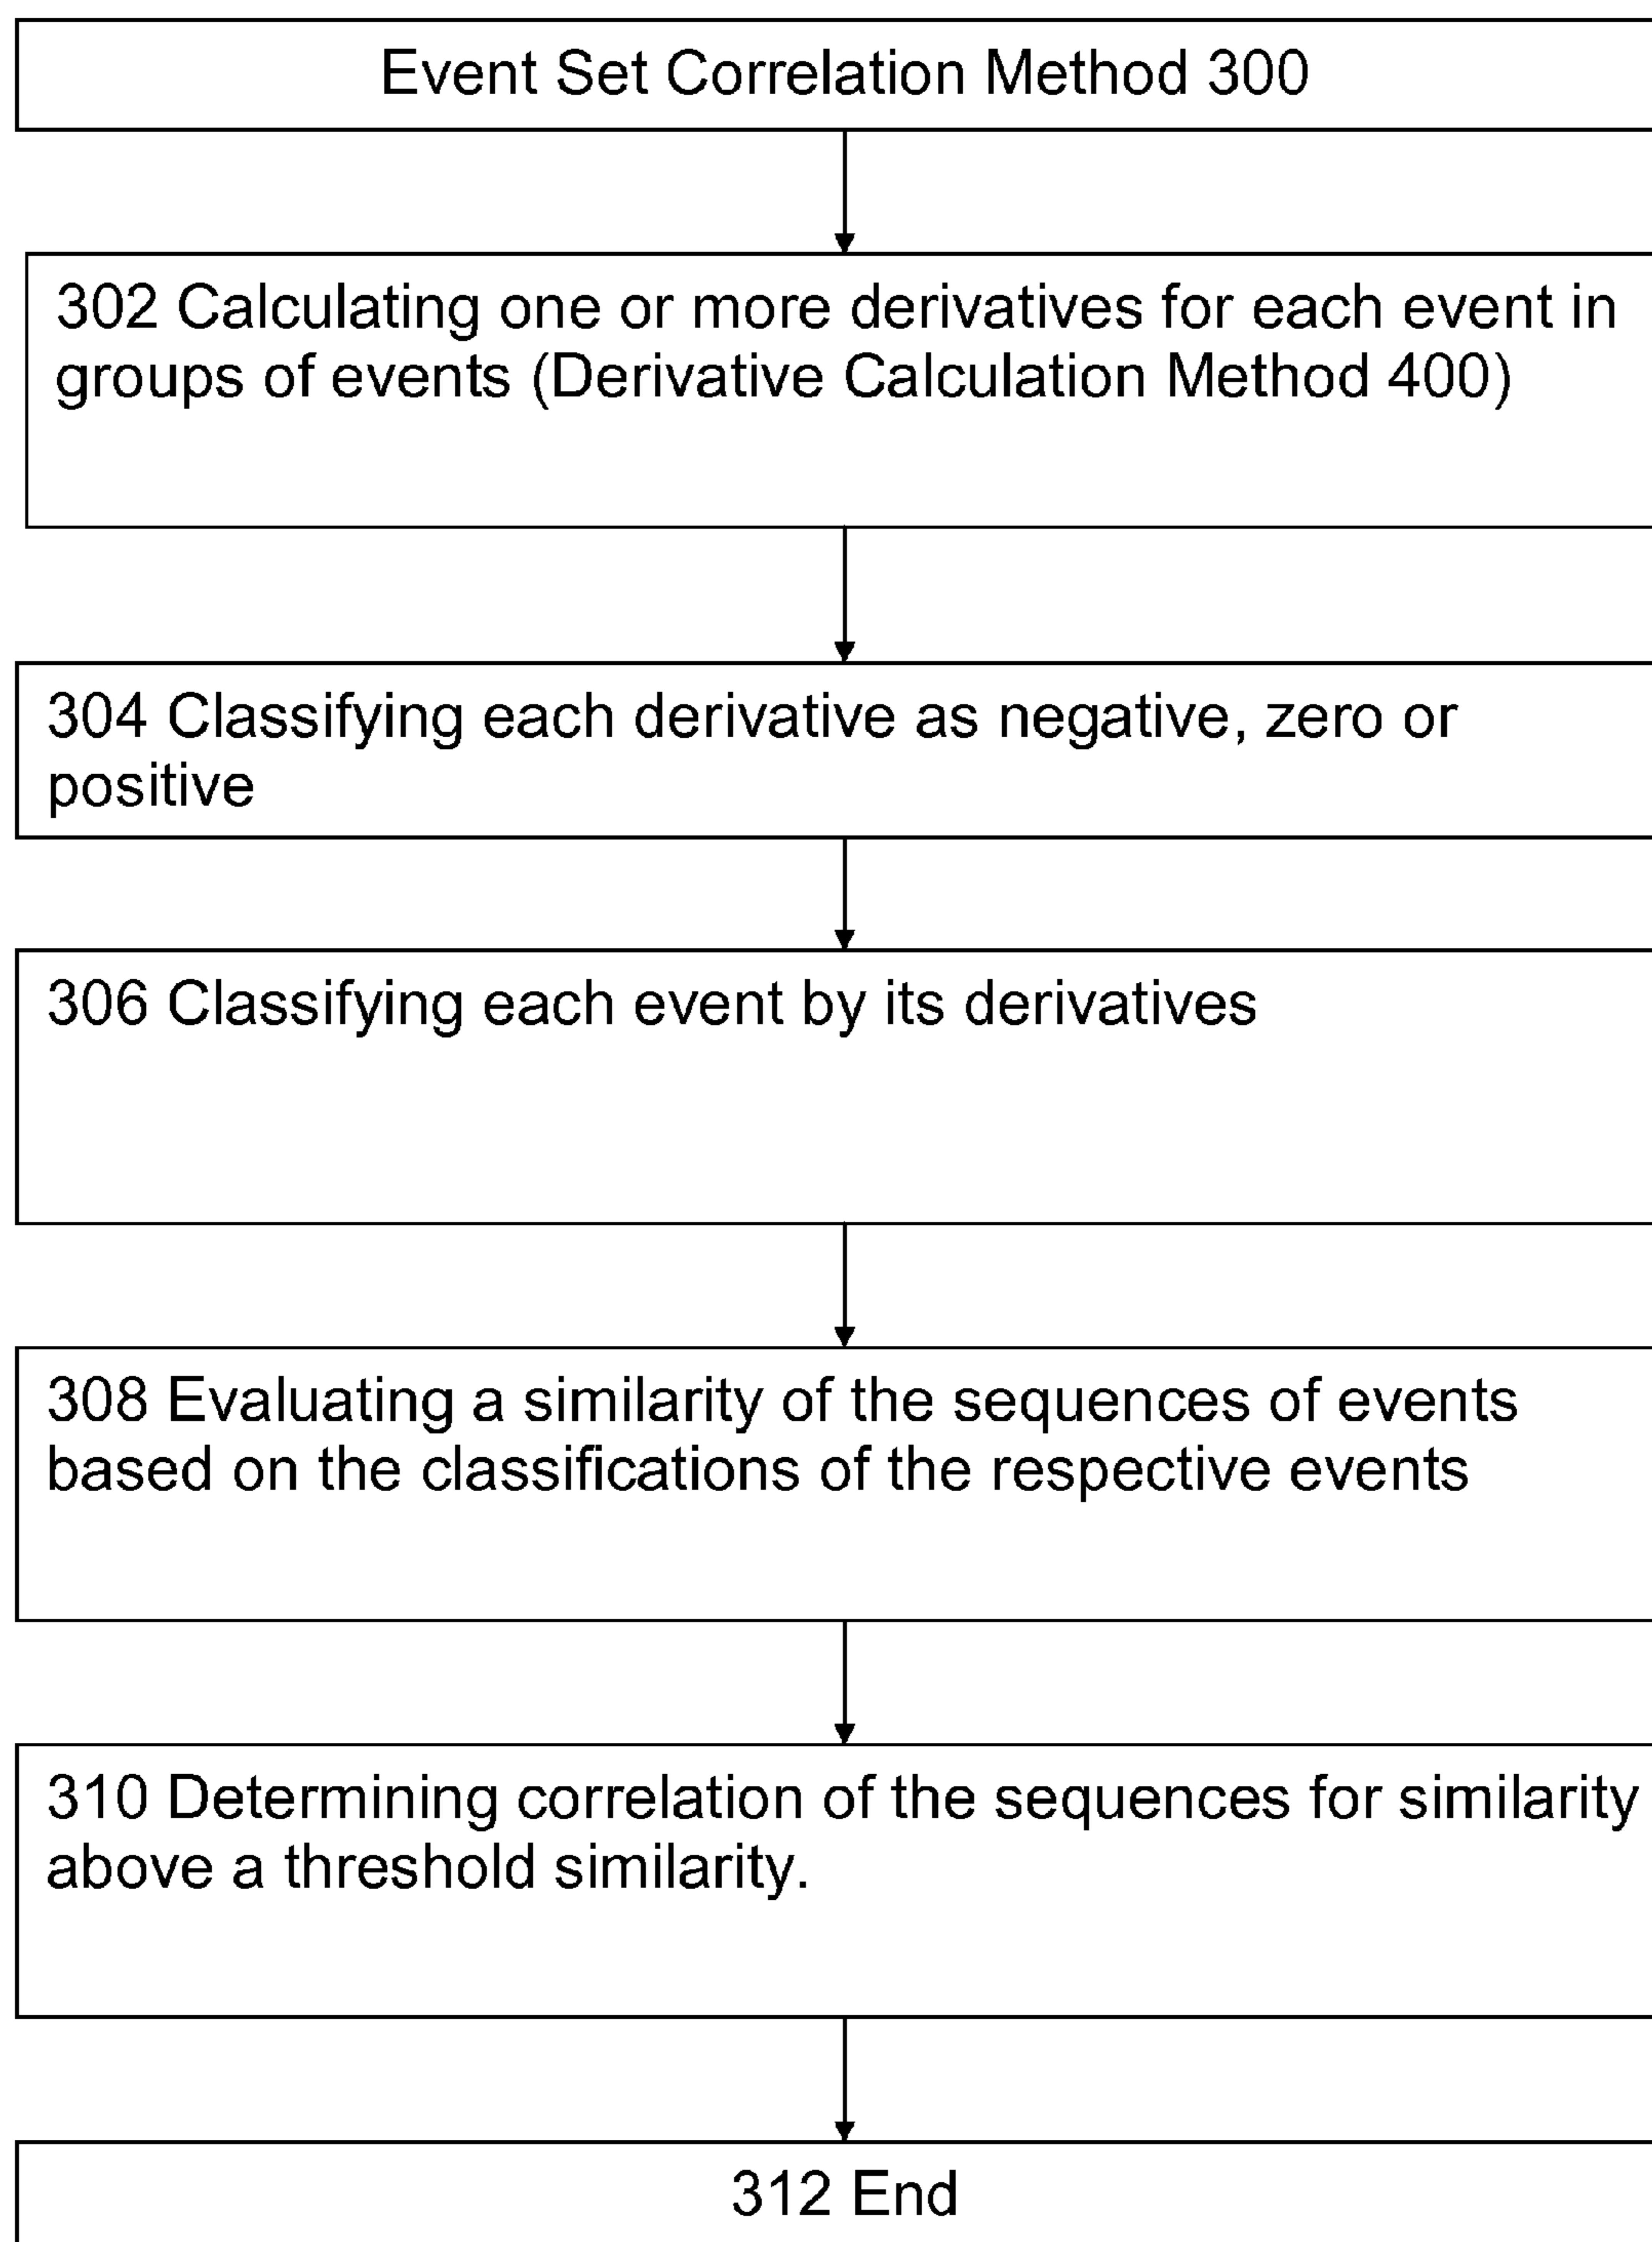 Event Set Correlation Method 300
302 Calculating one or more derivatives for each event in
groups of events (Derivative Calculation Method 400)
304 Classifying each derivative as negative, zero or
positive
306 Classifying each event by its derivatives
308 Evaluating a similarity of the sequences of events
based on the classifications of the respective events
310 Determining correlation of the sequences for similarity
above a threshold similarity.
312 End